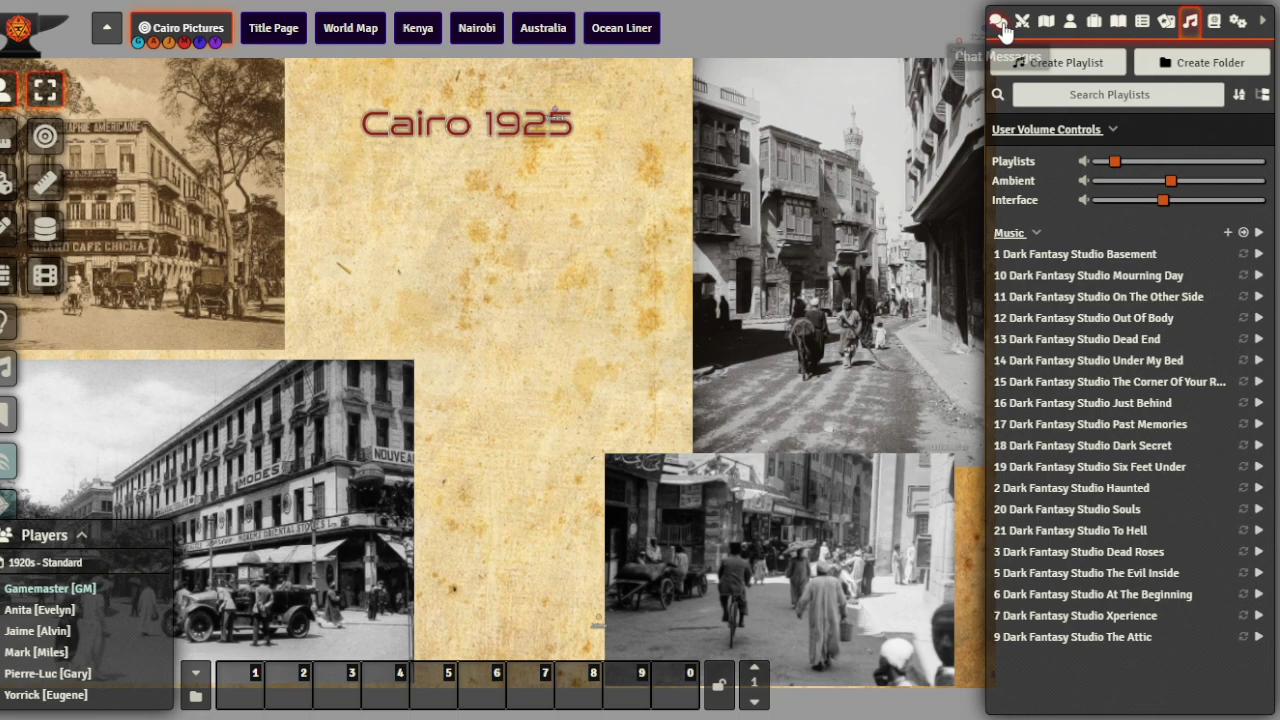 Cairo Pictures
G A J M P Y
Title Page
World Map
Kenya
Nairobi
Australia
Ocean Liner
Chat Messages
Create Playlist
Create Folder
Search Playlists
User Volume Controls
Playlists
Ambient
Interface
Music
1 Dark Fantasy Studio Basement
10 Dark Fantasy Studio Mourning Day
11 Dark Fantasy Studio On The Other Side
12 Dark Fantasy Studio Out Of Body
13 Dark Fantasy Studio Dead End
14 Dark Fantasy Studio Under My Bed
15 Dark Fantasy Studio The Corner Of Your R...
16 Dark Fantasy Studio Just Behind
17 Dark Fantasy Studio Past Memories
18 Dark Fantasy Studio Dark Secret
19 Dark Fantasy Studio Six Feet Under
2 Dark Fantasy Studio Haunted
20 Dark Fantasy Studio Souls
21 Dark Fantasy Studio To Hell
3 Dark Fantasy Studio Dead Roses
5 Dark Fantasy Studio The Evil Inside
6 Dark Fantasy Studio At The Beginning
7 Dark Fantasy Studio Xperience
9 Dark Fantasy Studio The Attic
Cairo 1925
AMERICAINE
GRAND CAFE CHICHA
MODES
NOUVEA
ORIENTAL STORES
Players
1920s - Standard
Gamemaster [GM]
Anita [Evelyn]
Jaime [Alvin]
Mark [Miles]
Pierre-Luc [Gary]
Yorrick [Eugene]
1 2 3 4 5 6 7 8 9 0
1